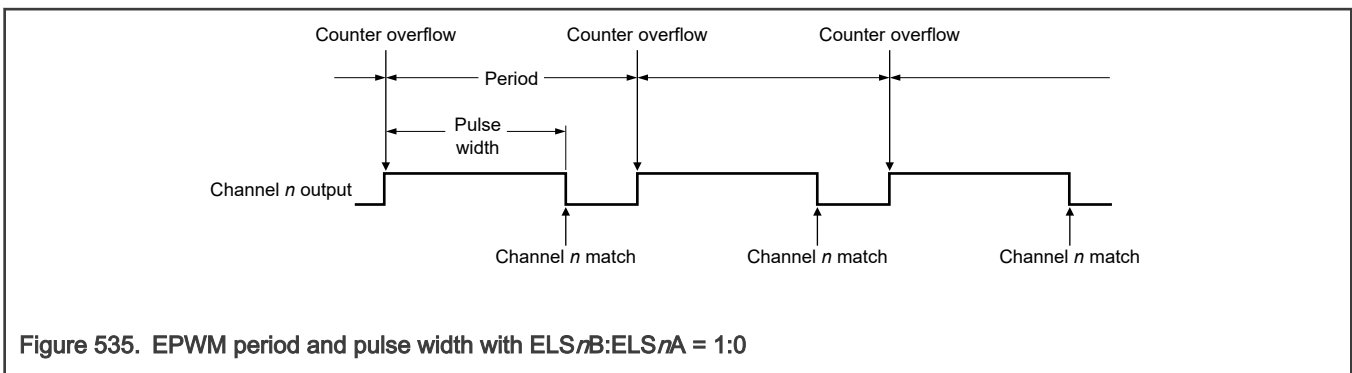 Counter overflow Counter overflow Counter overflow
Period
Pulse
width
Channel n output
Channel n match Channel n match Channel n match
Figure 535. EPWM period and pulse width with ELSnB:ELSnA = 1:0